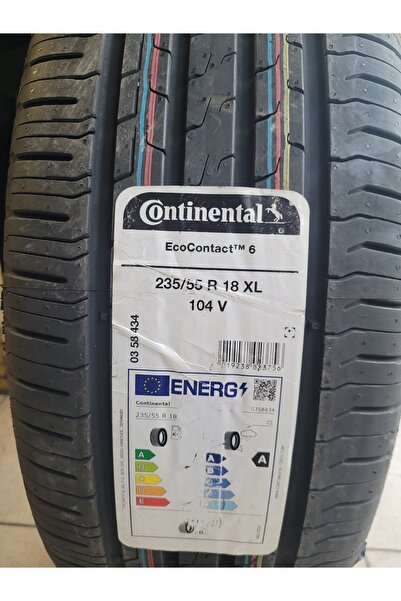 Continental
EcoContact™ 6
235/55 R 18 XL
104 V
03 58 434
ENERG
Continental
0358434
235/55 R 18
A
B
C
D
E
A
A
B